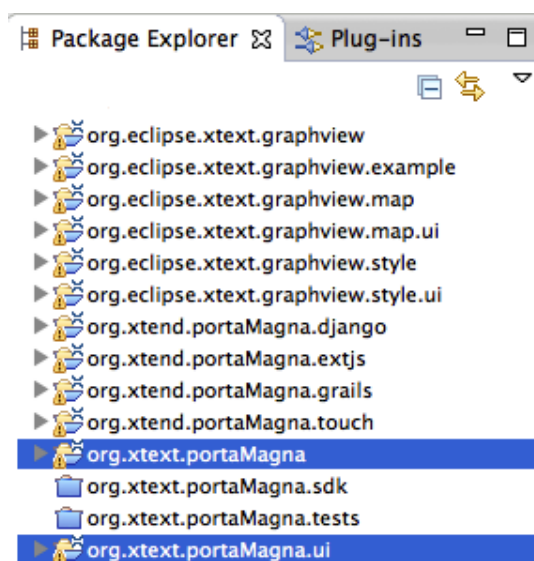 Package Explorer Plug-ins
org.eclipse.xtext.graphview
org.eclipse.xtext.graphview.example
org.eclipse.xtext.graphview.map
org.eclipse.xtext.graphview.map.ui
org.eclipse.xtext.graphview.style
org.eclipse.xtext.graphview.style.ui
org.xtend.portaMagna.django
org.xtend.portaMagna.extjs
org.xtend.portaMagna.grails
org.xtend.portaMagna.touch
org.xtext.portaMagna
org.xtext.portaMagna.sdk
org.xtext.portaMagna.tests
org.xtext.portaMagna.ui